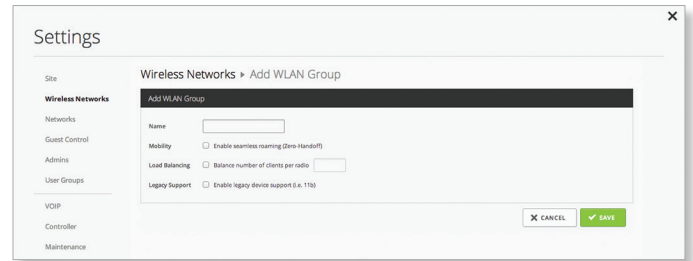 Settings
Site
Wireless Networks
Networks
Guest Control
Admins
User Groups
VOIP
Controller
Maintenance
Wireless Networks ▸ Add WLAN Group
Add WLAN Group
Name
Mobility Enable seamless roaming (Zero-Handoff)
Load Balancing Balance number of clients per radio
Legacy Support Enable legacy device support (i.e. 11b)
CANCEL SAVE